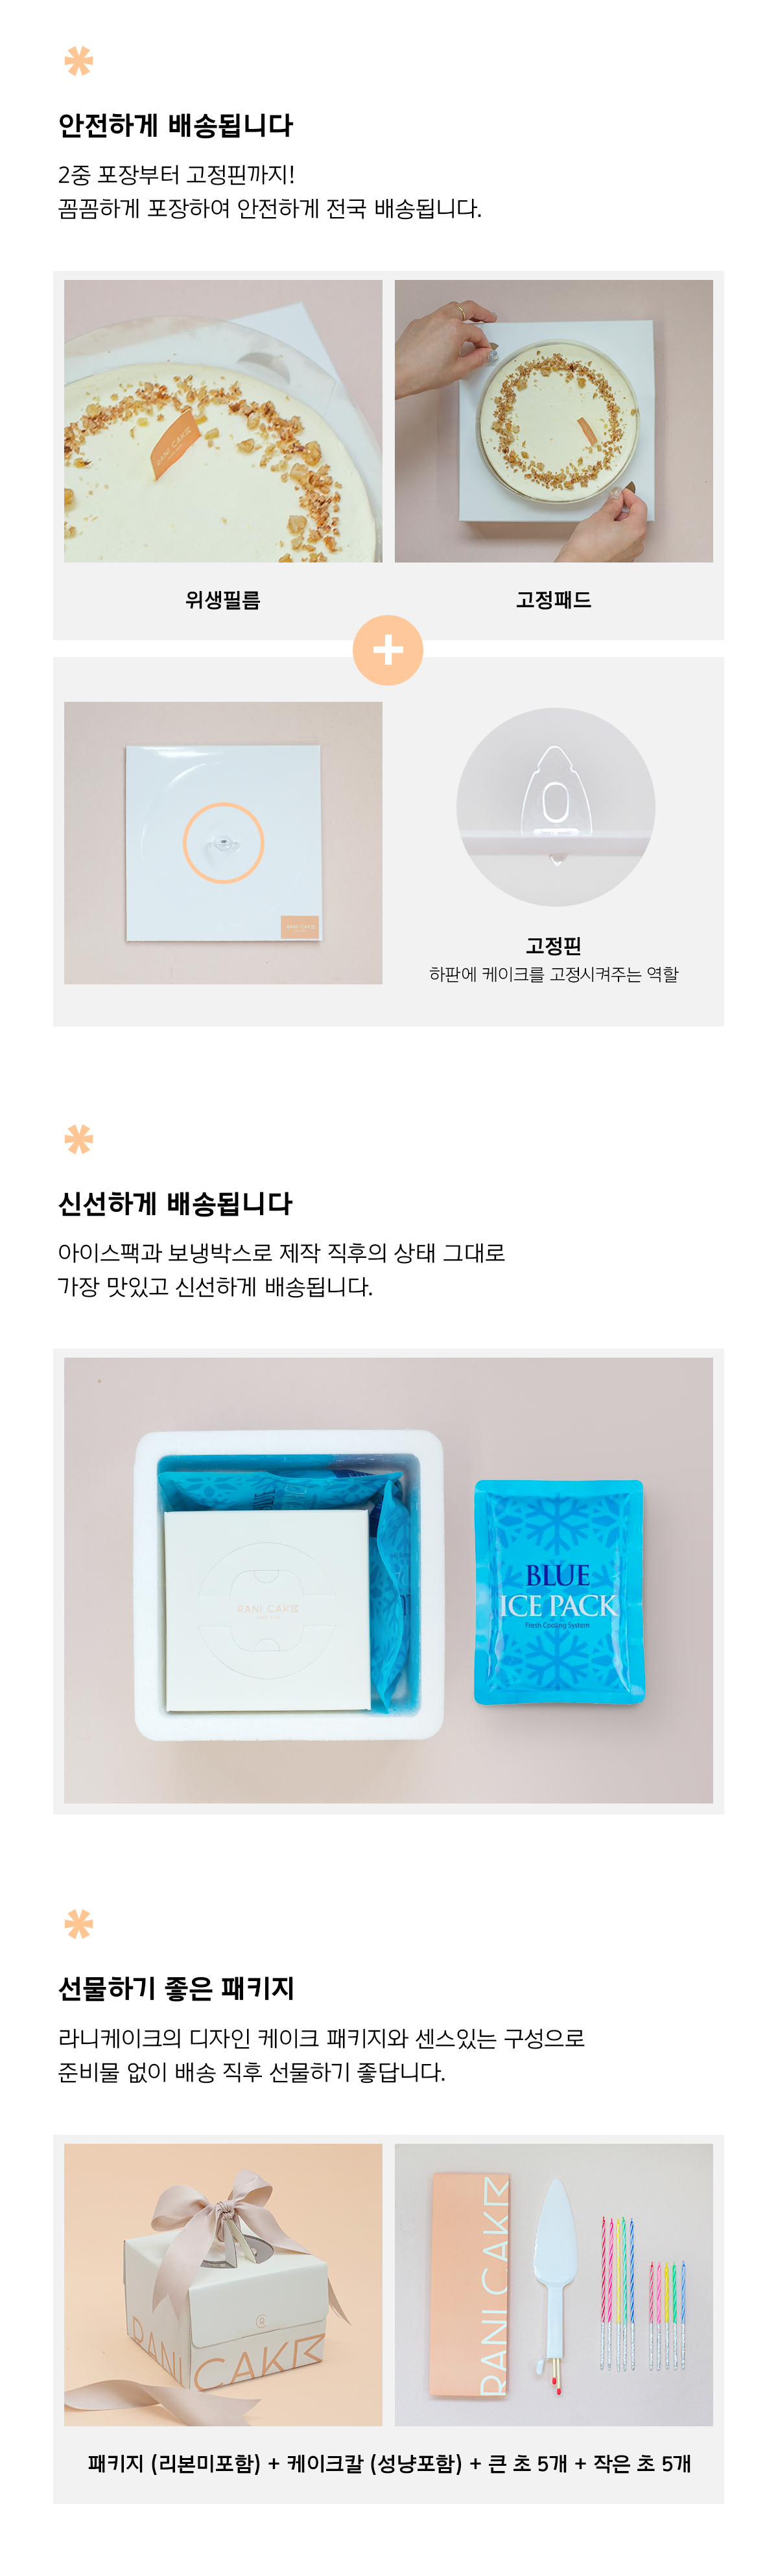 안전하게 배송됩니다
2중 포장부터 고정핀까지!
꼼꼼하게 포장하여 안전하게 전국 배송됩니다.
RANI CAKE
위생필름
고정패드
+
RANI CAKE
고정핀
하판에 케이크를 고정시켜주는 역할
신선하게 배송됩니다
아이스팩과 보냉박스로 제작 직후의 상태 그대로
가장 맛있고 신선하게 배송됩니다.
RANI CAKE
BLUE
ICE PACK
Fresh Cooling System
선물하기 좋은 패키지
라니케이크의 디자인 케이크 패키지와 센스있는 구성으로
준비물 없이 배송 직후 선물하기 좋답니다.
R
RANI CAKE
RANI CAKE
패키지 (리본미포함) + 케이크칼 (성냥포함) + 큰 초 5개 + 작은 초 5개